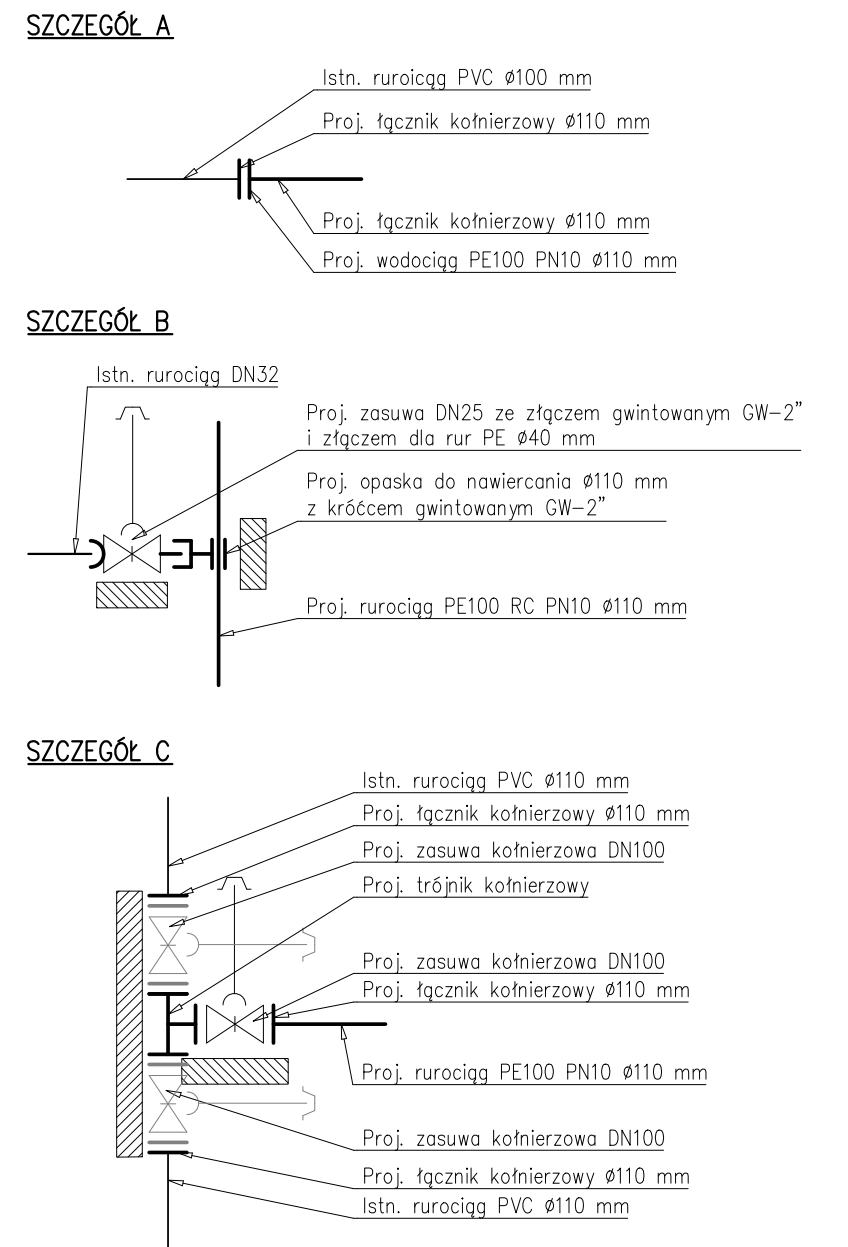 SZCZEGÓŁ A
Istn. ruroicąg PVC Ø100 mm
Proj. łącznik kołnierzowy Ø110 mm
Proj. łącznik kołnierzowy Ø110 mm
Proj. wodociąg PE100 PN10 Ø110 mm
SZCZEGÓŁ B
Istn. rurociąg DN32
Proj. zasuwa DN25 ze złączem gwintowanym GW-2”
i złączem dla rur PE Ø40 mm
Proj. opaska do nawiercania Ø110 mm
z króćcem gwintowanym GW-2”
Proj. rurociąg PE100 RC PN10 Ø110 mm
SZCZEGÓŁ C
Istn. rurociąg PVC Ø110 mm
Proj. łącznik kołnierzowy Ø110 mm
Proj. zasuwa kołnierzowa DN100
Proj. trójnik kołnierzowy
Proj. zasuwa kołnierzowa DN100
Proj. łącznik kołnierzowy Ø110 mm
Proj. rurociąg PE100 PN10 Ø110 mm
Proj. zasuwa kołnierzowa DN100
Proj. łącznik kołnierzowy Ø110 mm
Istn. rurociąg PVC Ø110 mm